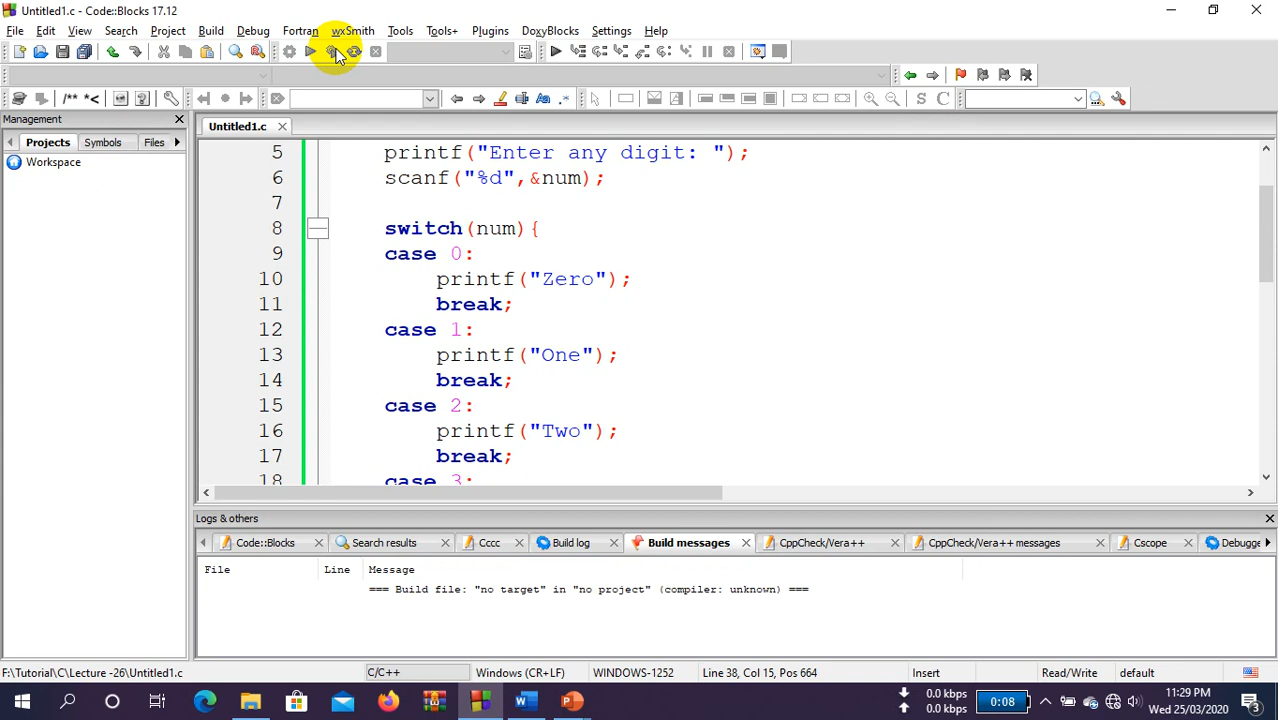 Untitled1.c - Code::Blocks 17.12
File Edit View Search Project Build Debug Fortran wxSmith Tools Tools+ Plugins DoxyBlocks Settings Help
/** *<
S C
Management
Projects Symbols Files
Workspace
Untitled1.c
5 printf("Enter any digit: ");
6 scanf("%d",&num);
7
8 switch(num){
9 case 0:
10 printf("Zero");
11 break;
12 case 1:
13 printf("One");
14 break;
15 case 2:
16 printf("Two");
17 break;
18 case 3:
Logs & others
Code::Blocks Search results Cccc Build log Build messages CppCheck/Vera++ CppCheck/Vera++ messages Cscope Debugge
File Line Message
=== Build file: "no target" in "no project" (compiler: unknown) ===
F:\Tutorial\C\Lecture -26\Untitled1.c C/C++ Windows (CR+LF) WINDOWS-1252 Line 38, Col 15, Pos 664 Insert Read/Write default
0.0 kbps
0.0 kbps
0:08
11:29 PM
Wed 25/03/2020
3